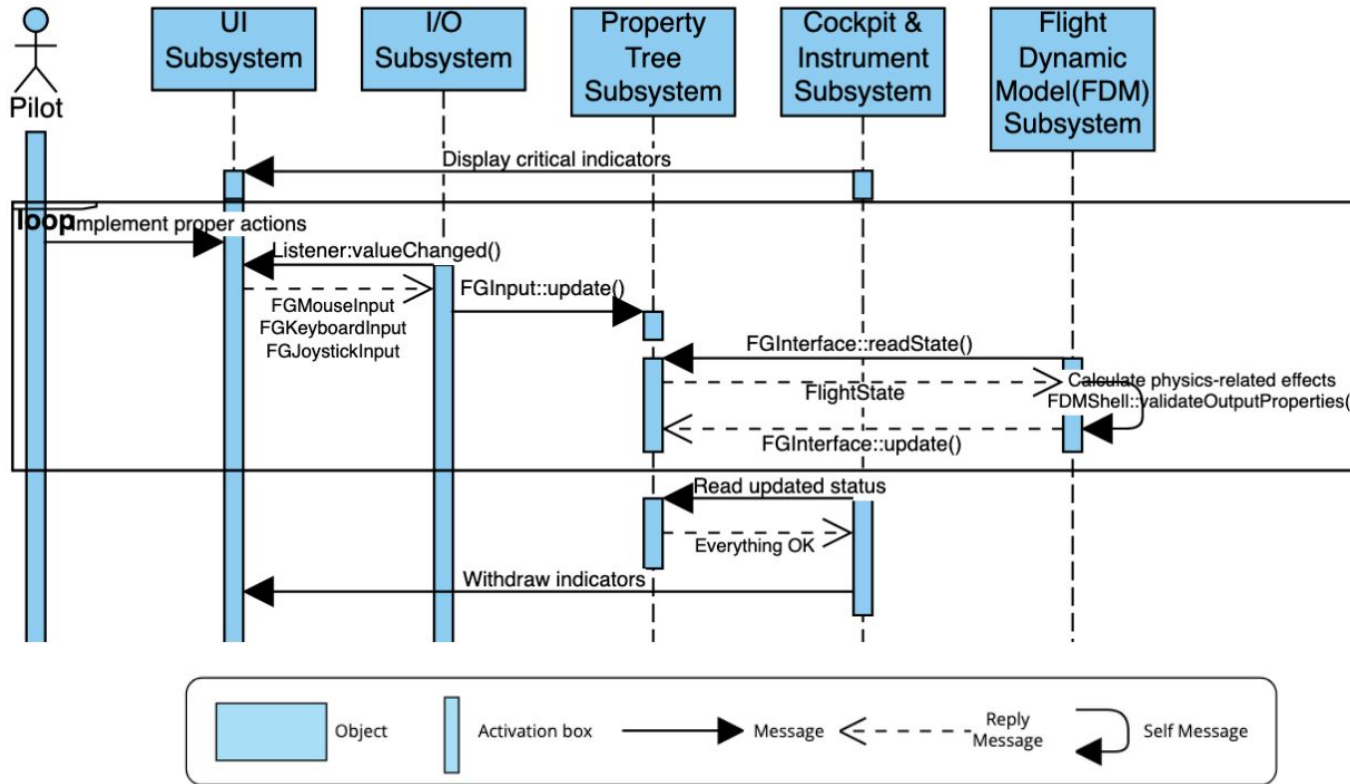 UI
Subsystem
I/O
Subsystem
Property
Tree
Subsystem
Cockpit &
Instrument
Subsystem
Flight
Dynamic
Model(FDM)
Subsystem
Pilot
Display critical indicators
loop
Implement proper actions
Listener:valueChanged()
FGMouseInput
FGKeyboardInput
FGJoystickInput
FGInput::update()
FGInterface::readState()
FlightState
Calculate physics-related effects
FDMShell::validateOutputProperties(
FGInterface::update()
Read updated status
Everything OK
Withdraw indicators
Object
Activation box
Message
Reply
Message
Self Message